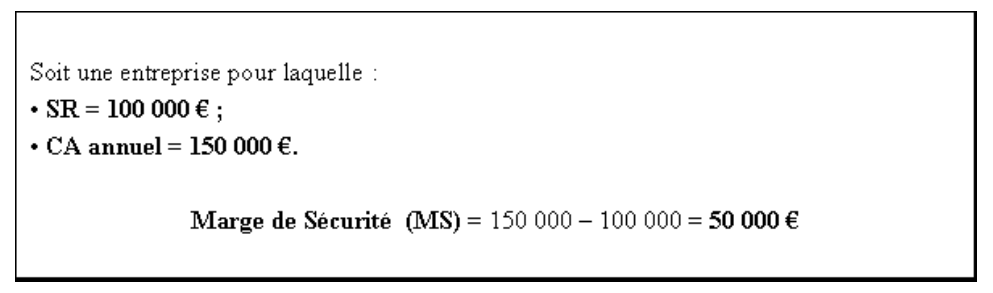 Soit une entreprise pour laquelle :
• SR = 100 000 € ;
• CA annuel = 150 000 €.
Marge de Sécurité (MS) = 150 000 – 100 000 = 50 000 €